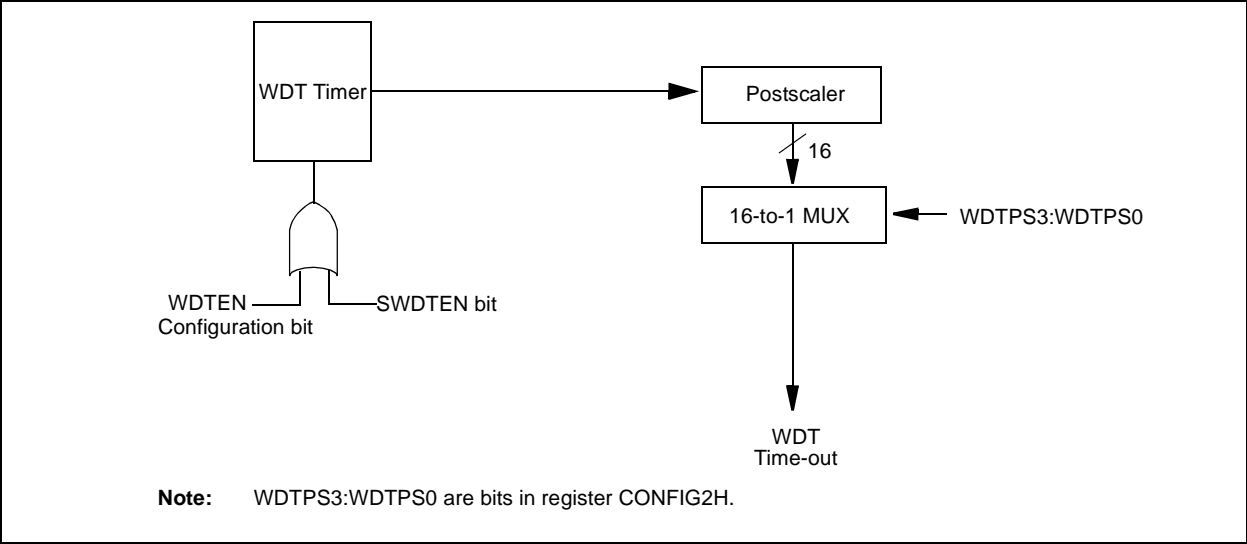 WDT Timer
Postscaler
16
16-to-1 MUX
WDTPS3:WDTPS0
WDTEN
Configuration bit
SWDTEN bit
WDT
Time-out
Note: WDTPS3:WDTPS0 are bits in register CONFIG2H.